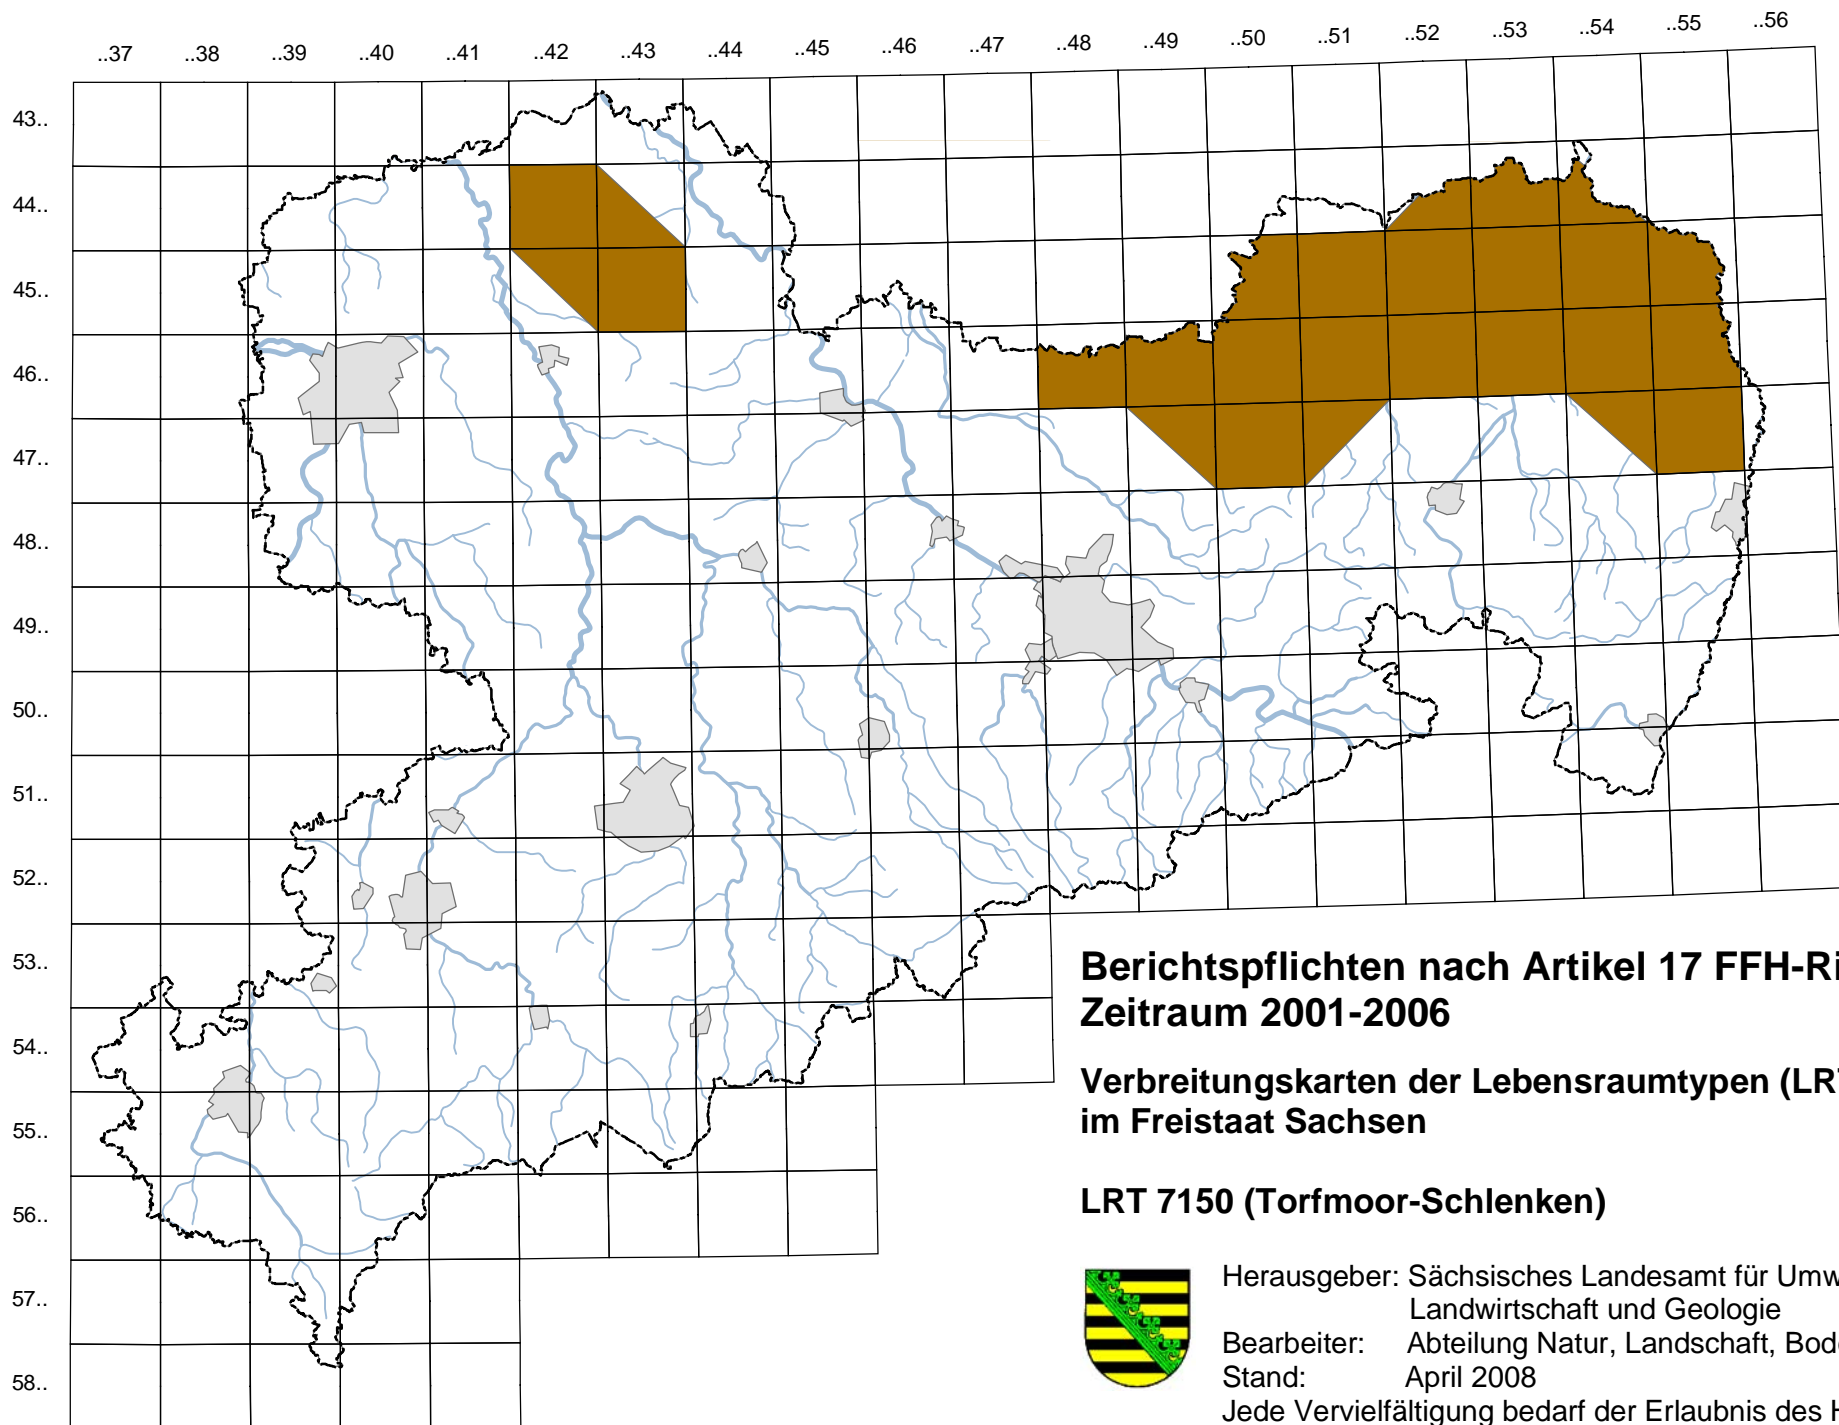 ..37 ..38 ..39 ..40 ..41 ..42 ..43 ..44 ..45 ..46 ..47 ..48 ..49 ..50 ..51 ..52 ..53 ..54 ..55 ..56
43..
44..
45..
46..
47..
48..
49..
50..
51..
52..
53..
54..
55..
56..
57..
58..
Berichtspflichten nach Artikel 17 FFH-Ri
Zeitraum 2001-2006
Verbreitungskarten der Lebensraumtypen (LRT
im Freistaat Sachsen
LRT 7150 (Torfmoor-Schlenken)
Herausgeber: Sächsisches Landesamt für Umw
Landwirtschaft und Geologie
Bearbeiter: Abteilung Natur, Landschaft, Bod
Stand: April 2008
Jede Vervielfältigung bedarf der Erlaubnis des H